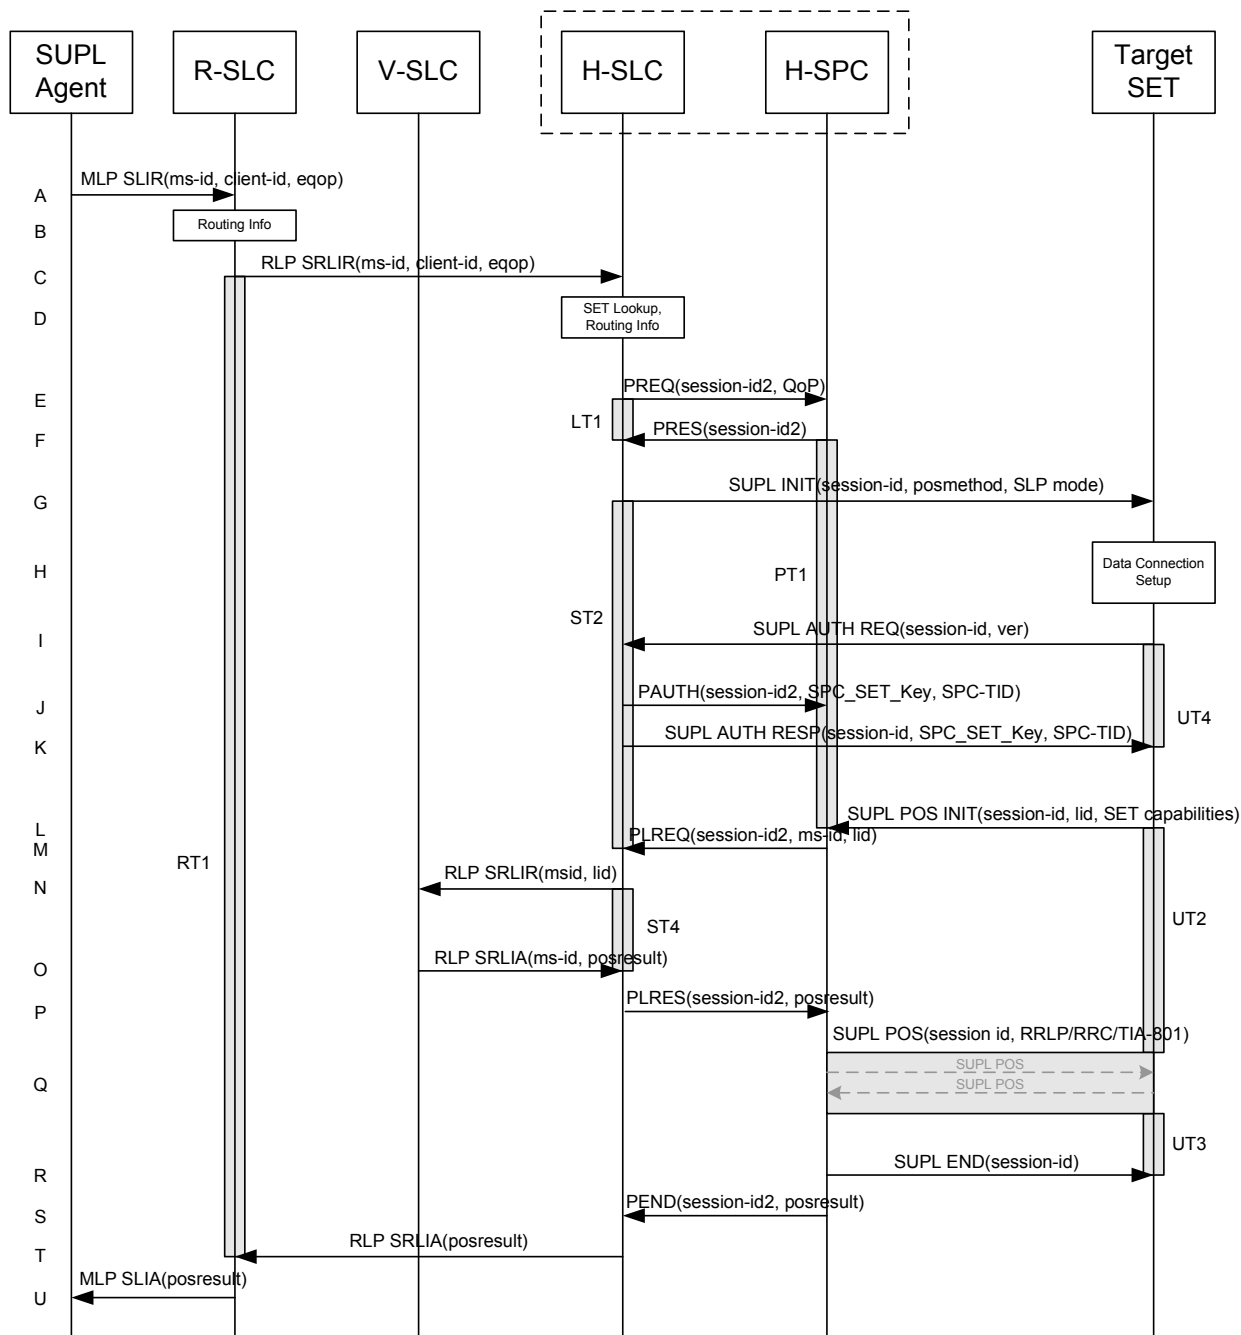 SUPL
Agent
R-SLC
V-SLC
H-SLC
H-SPC
Target
SET
A
MLP SLIR(ms-id, client-id, eqop)
B
Routing Info
C
RLP SRLIR(ms-id, client-id, eqop)
D
SET Lookup,
Routing Info
E
PREQ(session-id2, QoP)
LT1
F
PRES(session-id2)
G
SUPL INIT(session-id, posmethod, SLP mode)
H
PT1
Data Connection
Setup
ST2
I
SUPL AUTH REQ(session-id, ver)
J
PAUTH(session-id2, SPC_SET_Key, SPC-TID)
UT4
K
SUPL AUTH RESP(session-id, SPC_SET_Key, SPC-TID)
L
SUPL POS INIT(session-id, lid, SET capabilities)
M
PLREQ(session-id2, ms-id, lid)
RT1
N
RLP SRLIR(msid, lid)
ST4
UT2
O
RLP SRLIA(ms-id, posresult)
P
PLRES(session-id2, posresult)
SUPL POS(session id, RRLP/RRC/TIA-801)
SUPL POS
Q
SUPL POS
UT3
R
SUPL END(session-id)
S
PEND(session-id2, posresult)
T
RLP SRLIA(posresult)
U
MLP SLIA(posresult)